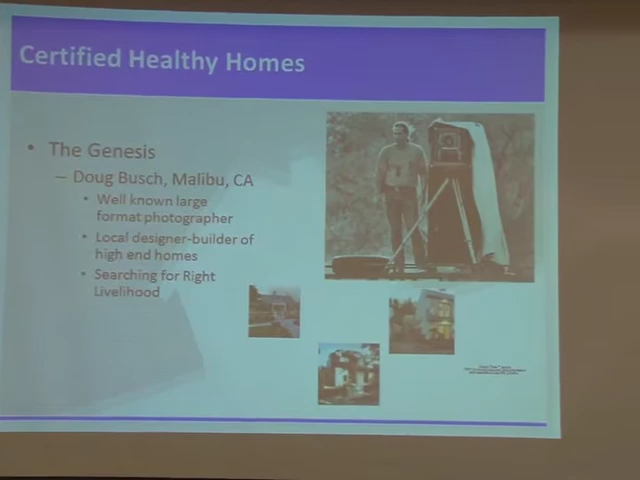 Certified Healthy Homes
• The Genesis
– Doug Busch, Malibu, CA
• Well known large
format photographer
• Local designer-builder of
high end homes
• Searching for Right
Livelihood